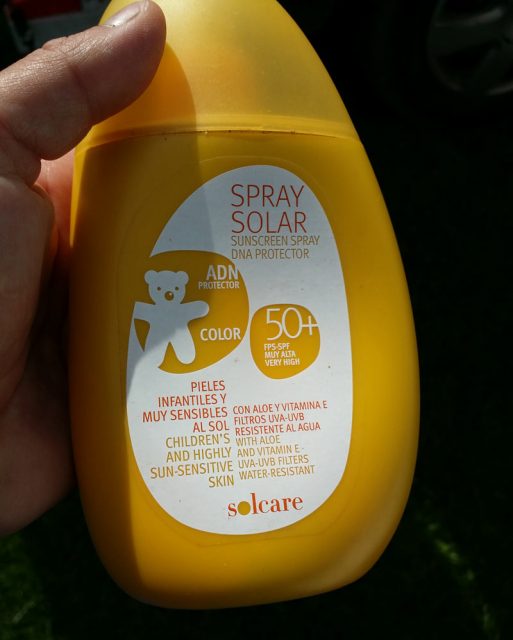 SPRAY
SOLAR
SUNSCREEN SPRAY
DNA PROTECTOR
ADN
PROTECTOR
COLOR
50+
FPS-SPF
MUY ALTA
VERY HIGH
PIELES
INFANTILES Y
MUY SENSIBLES
AL SOL
CHILDREN'S
AND HIGHLY
SUN-SENSITIVE
SKIN
CON ALOE Y VITAMINA E
FILTROS UVA-UVB
RESISTENTE AL AGUA
WITH ALOE
AND VITAMIN E-
UVA-UVB FILTERS
WATER-RESISTANT
solcare